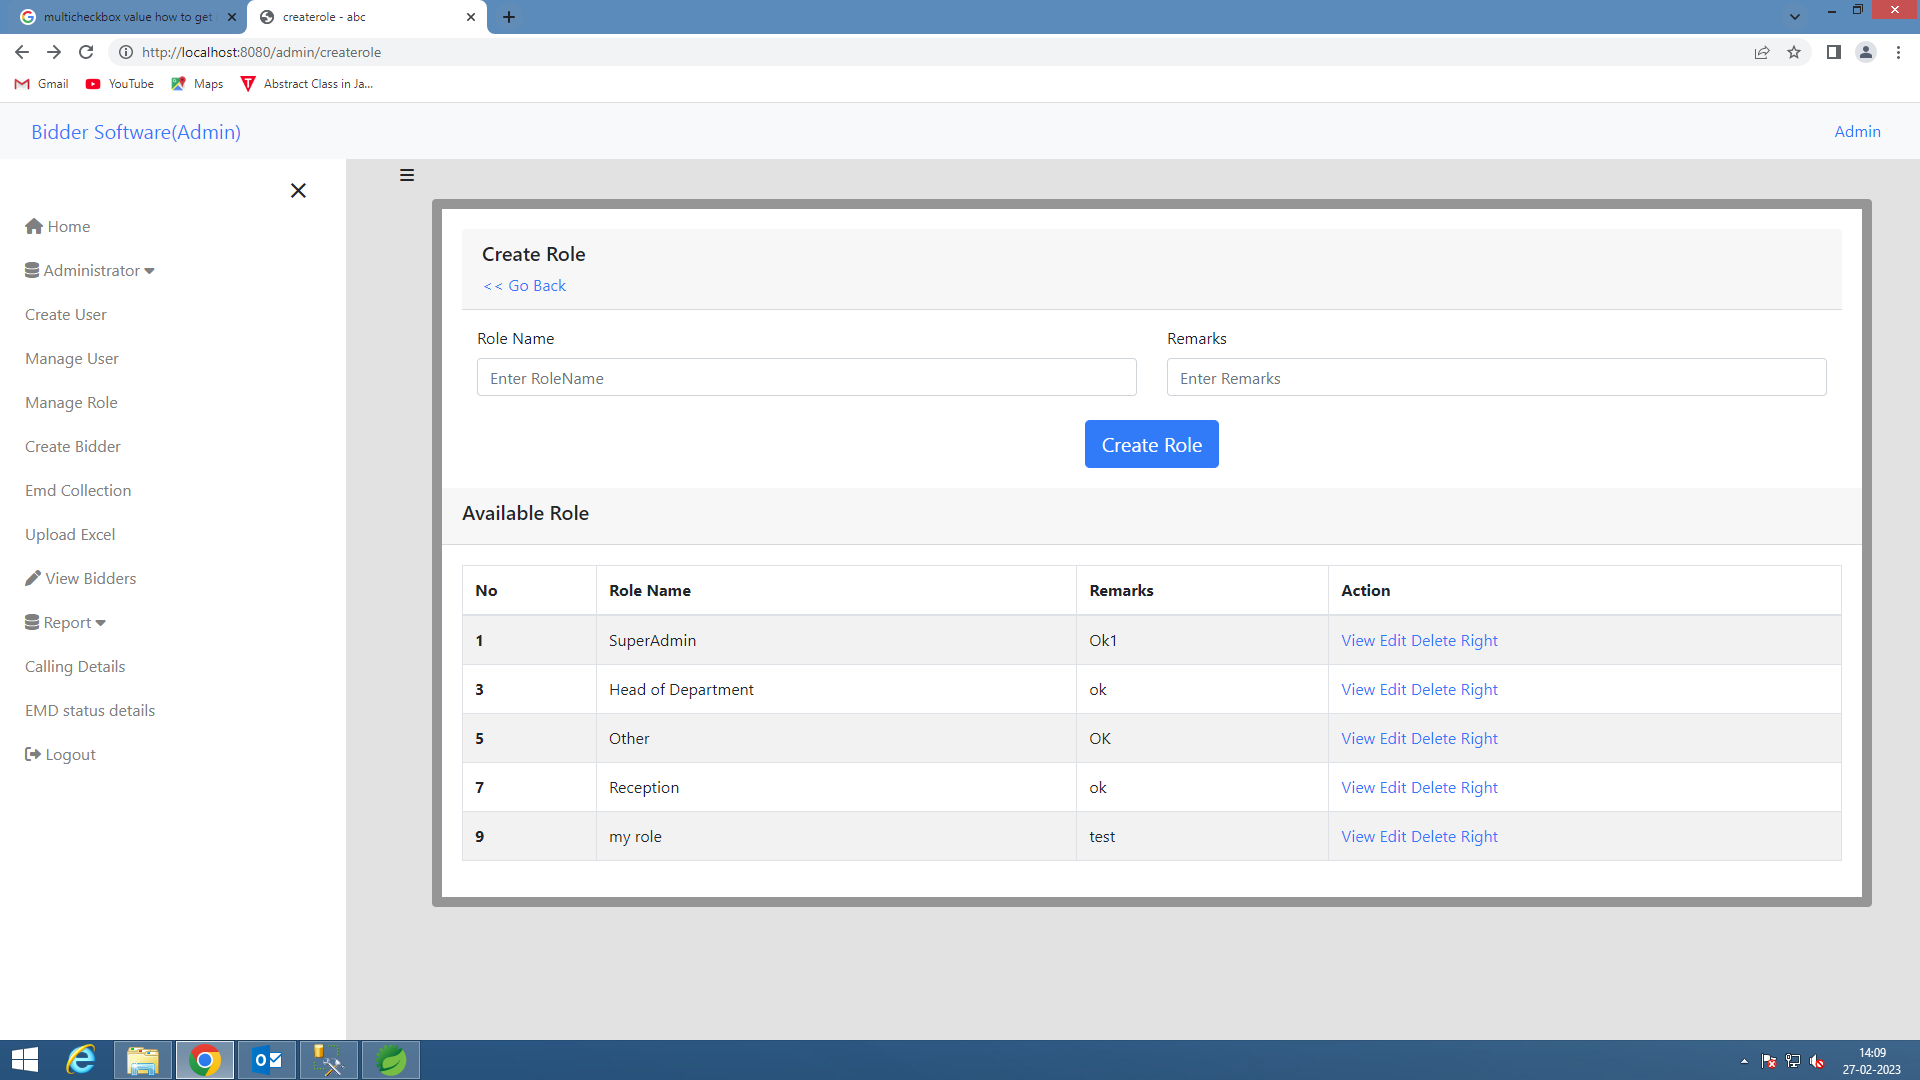 multicheckbox value how to get
createrole - abc
http://localhost:8080/admin/createrole
Gmail YouTube Maps Abstract Class in Ja...
Bidder Software(Admin) Admin
Home
Administrator
Create User
Manage User
Manage Role
Create Bidder
Emd Collection
Upload Excel
View Bidders
Report
Calling Details
EMD status details
Logout
Create Role
<< Go Back
Role Name Remarks
Enter RoleName Enter Remarks
Create Role
Available Role
No Role Name Remarks Action
1 SuperAdmin Ok1 View Edit Delete Right
3 Head of Department ok View Edit Delete Right
5 Other OK View Edit Delete Right
7 Reception ok View Edit Delete Right
9 my role test View Edit Delete Right
14:09
27-02-2023